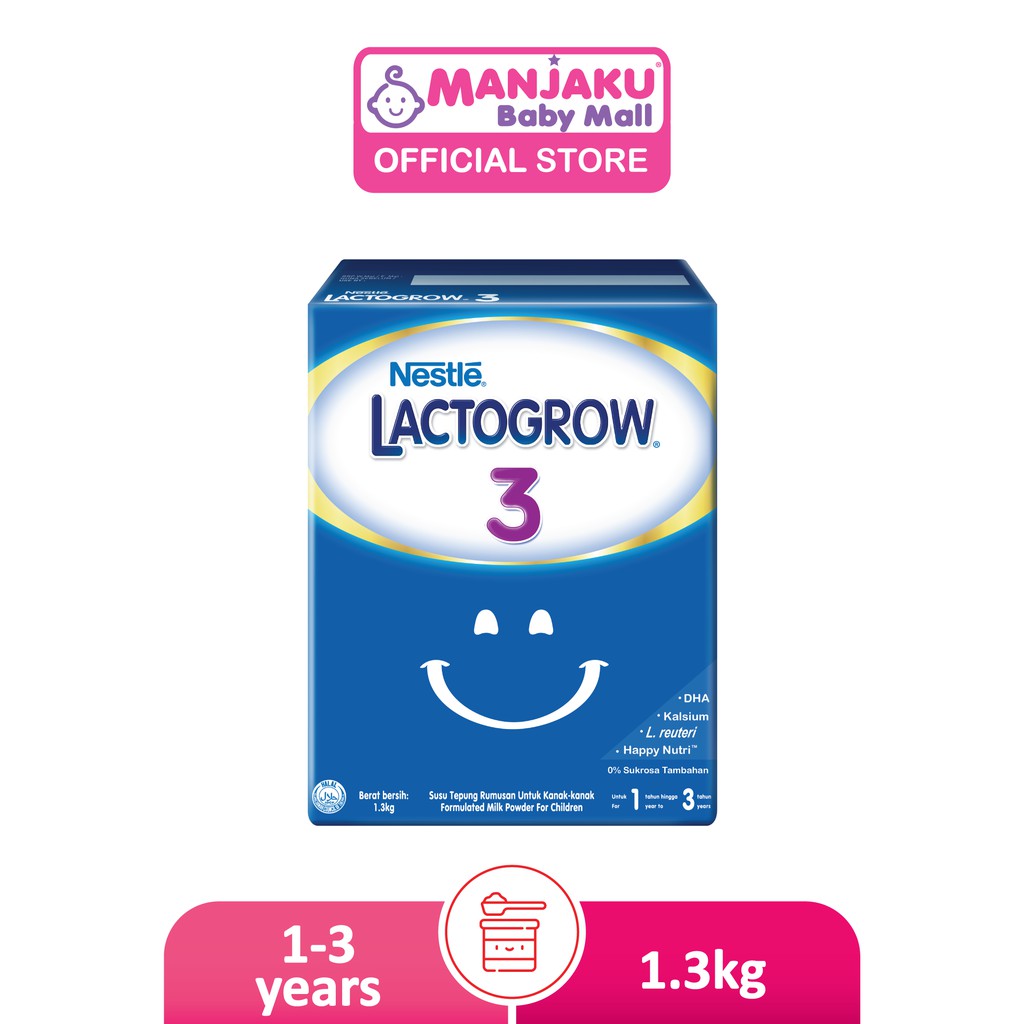 MANJAKU®
Baby Mall
OFFICIAL STORE
Nestlé
LACTOGROW 3
Nestlé®
LACTOGROW®
3
• DHA
• Kalsium
• L. reuteri
• Happy Nutri™
0% Sukrosa Tambahan
HALAL
Berat bersih:
1.3kg
Susu Tepung Rumusan Untuk Kanak-kanak
Formulated Milk Powder For Children
Untuk 1 tahun hingga 3 tahun
For year to years
1-3
years
1.3kg